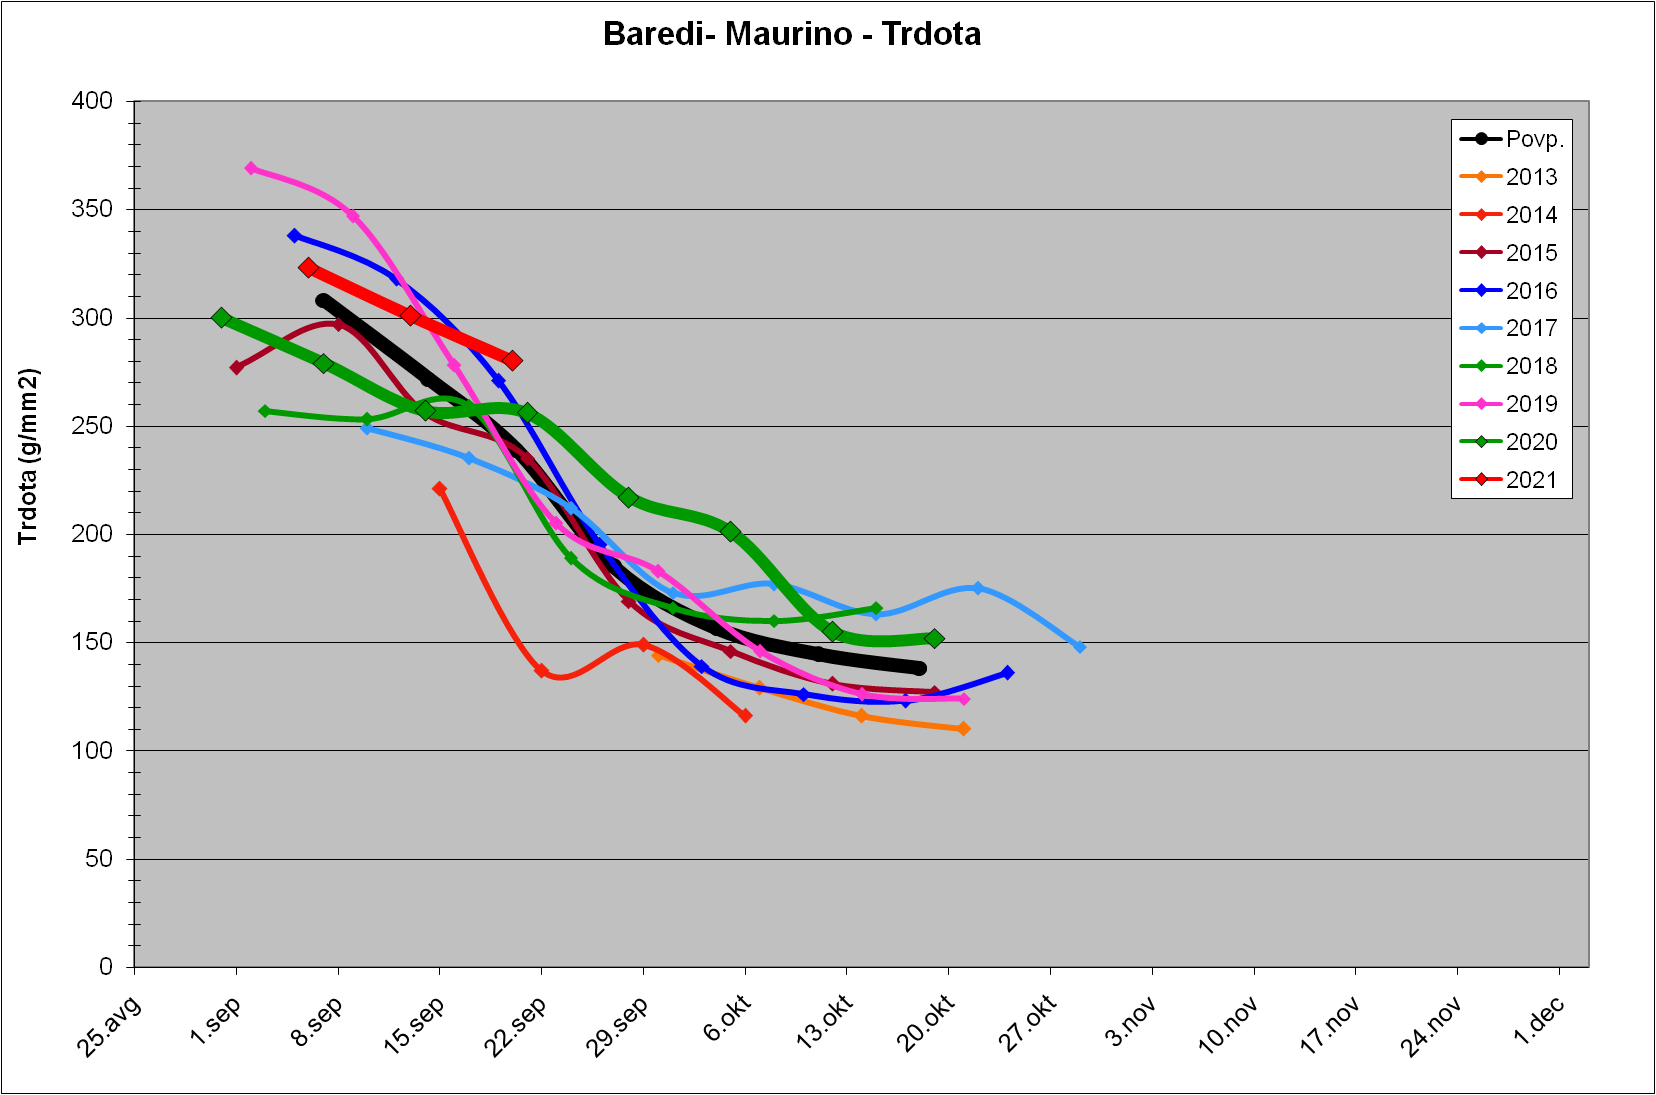 Baredi- Maurino - Trdota
Trdota (g/mm2)
400
350
300
250
200
150
100
50
0
25.avg
1.sep
8.sep
15.sep
22.sep
29.sep
6.okt
13.okt
20.okt
27.okt
3.nov
10.nov
17.nov
24.nov
1.dec
Povp.
2013
2014
2015
2016
2017
2018
2019
2020
2021